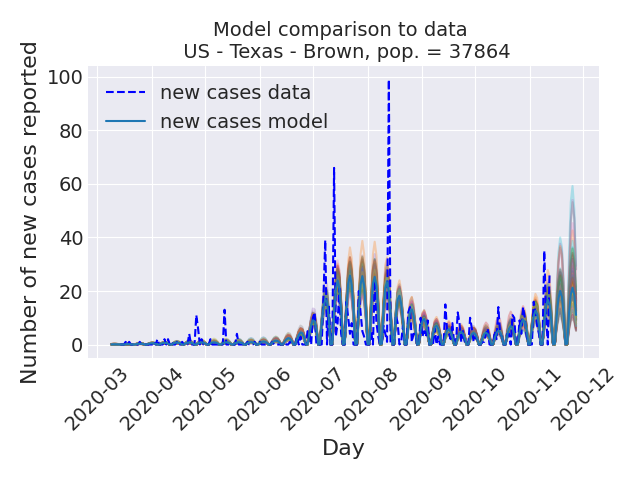 Model comparison to data
US - Texas - Brown, pop. = 37864
Number of new cases reported
100
80
60
40
20
0
new cases data
new cases model
2020-03
2020-04
2020-05
2020-06
2020-07
2020-08
2020-09
2020-10
2020-11
2020-12
Day